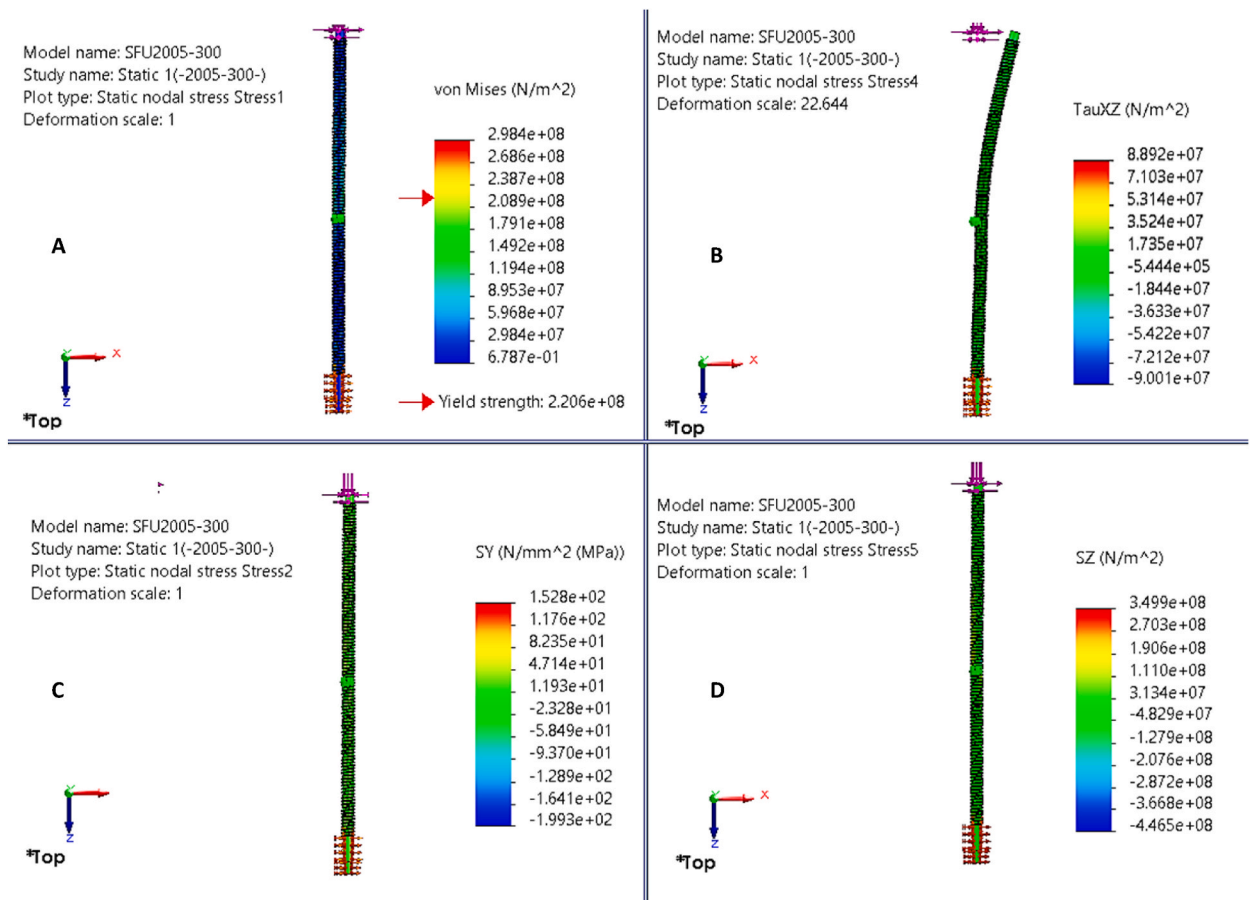 Model name: SFU2005-300
Study name: Static 1(-2005-300-)
Plot type: Static nodal stress Stress1
Deformation scale: 1
von Mises (N/m^2)
2.984e+08
2.686e+08
2.387e+08
2.089e+08
1.791e+08
1.492e+08
1.194e+08
8.953e+07
5.968e+07
2.984e+07
6.787e-01
Yield strength: 2.206e+08
A
Y
X
Z
*Top
Model name: SFU2005-300
Study name: Static 1(-2005-300-)
Plot type: Static nodal stress Stress4
Deformation scale: 22.644
TauXZ (N/m^2)
8.892e+07
7.103e+07
5.314e+07
3.524e+07
1.735e+07
-5.444e+05
-1.844e+07
-3.633e+07
-5.422e+07
-7.212e+07
-9.001e+07
B
Y
X
Z
*Top
Model name: SFU2005-300
Study name: Static 1(-2005-300-)
Plot type: Static nodal stress Stress2
Deformation scale: 1
SY (N/mm^2 (MPa))
1.528e+02
1.176e+02
8.235e+01
4.714e+01
1.193e+01
-2.328e+01
-5.849e+01
-9.370e+01
-1.289e+02
-1.641e+02
-1.993e+02
C
Y
Z
*Top
Model name: SFU2005-300
Study name: Static 1(-2005-300-)
Plot type: Static nodal stress Stress5
Deformation scale: 1
SZ (N/m^2)
3.499e+08
2.703e+08
1.906e+08
1.110e+08
3.134e+07
-4.829e+07
-1.279e+08
-2.076e+08
-2.872e+08
-3.668e+08
-4.465e+08
D
Y
X
Z
*Top